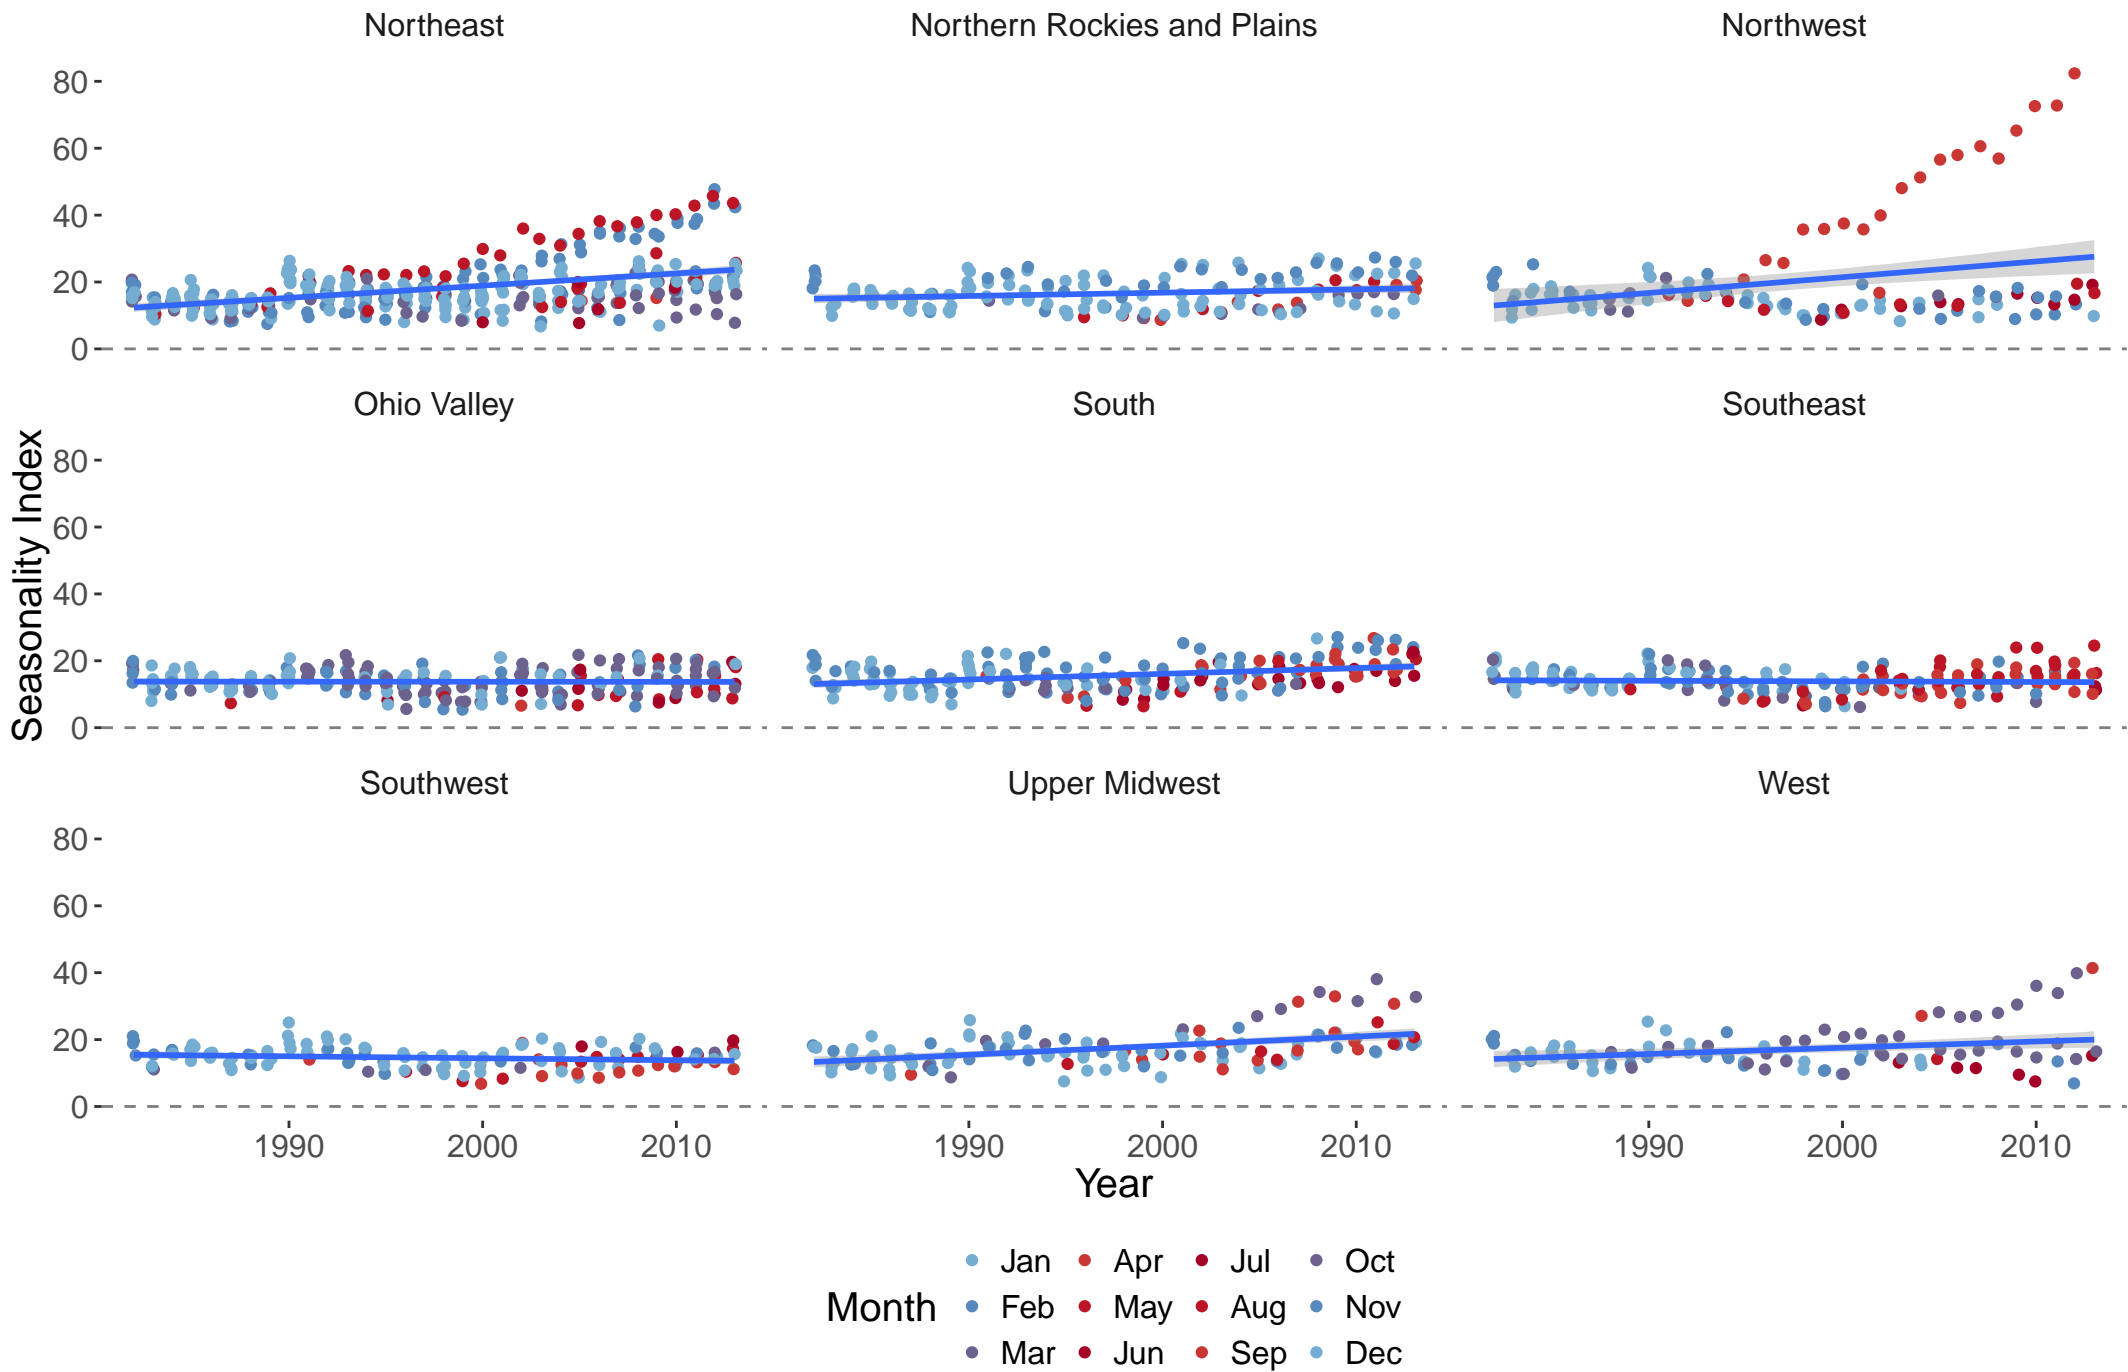 Northeast Northern Rockies and Plains Northwest
80
60
40
20
0
Ohio Valley South Southeast
80
60
40
20
0
Southwest Upper Midwest West
80
60
40
20
0
Seasonality Index
1990 2000 2010 1990 2000 2010 1990 2000 2010
Year
Month
Jan Apr Jul Oct
Feb May Aug Nov
Mar Jun Sep Dec